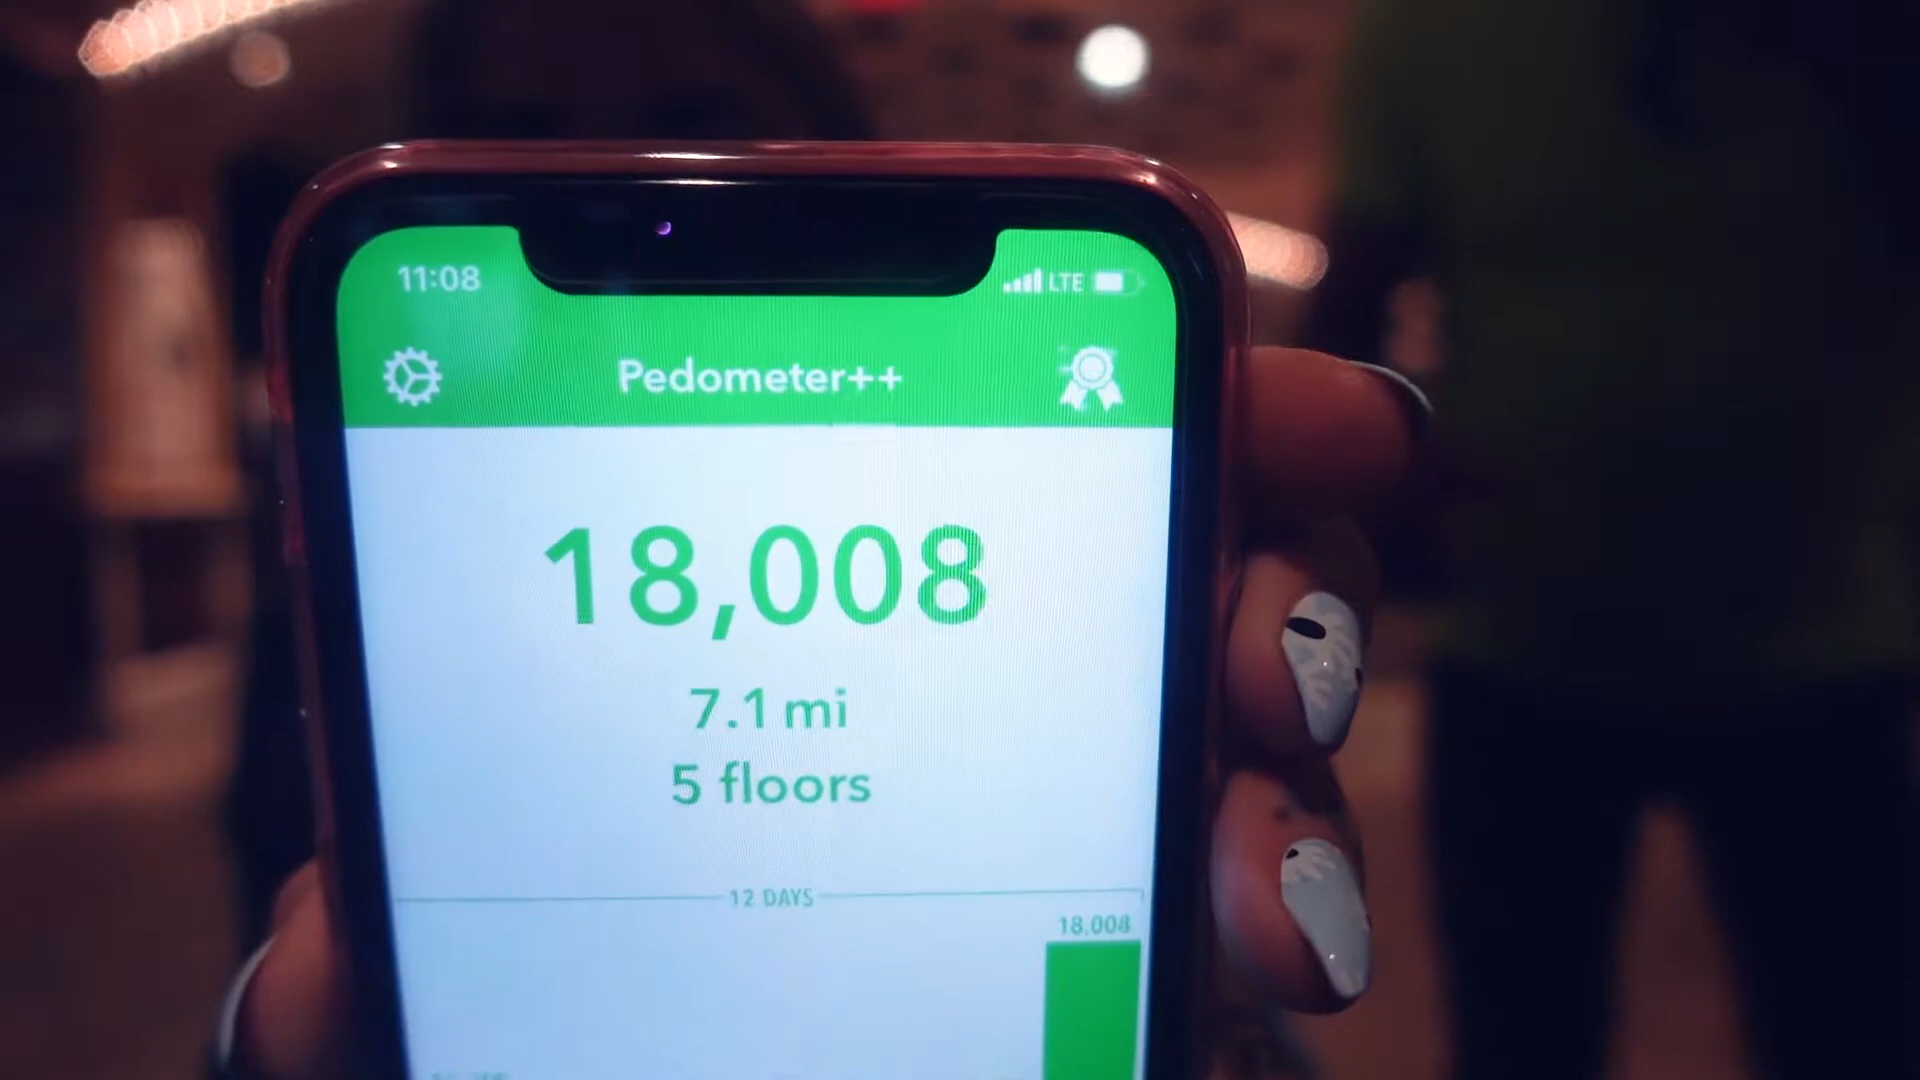 11:08 LTE
Pedometer++
18,008
7.1 mi
5 floors
12 DAYS
18,008